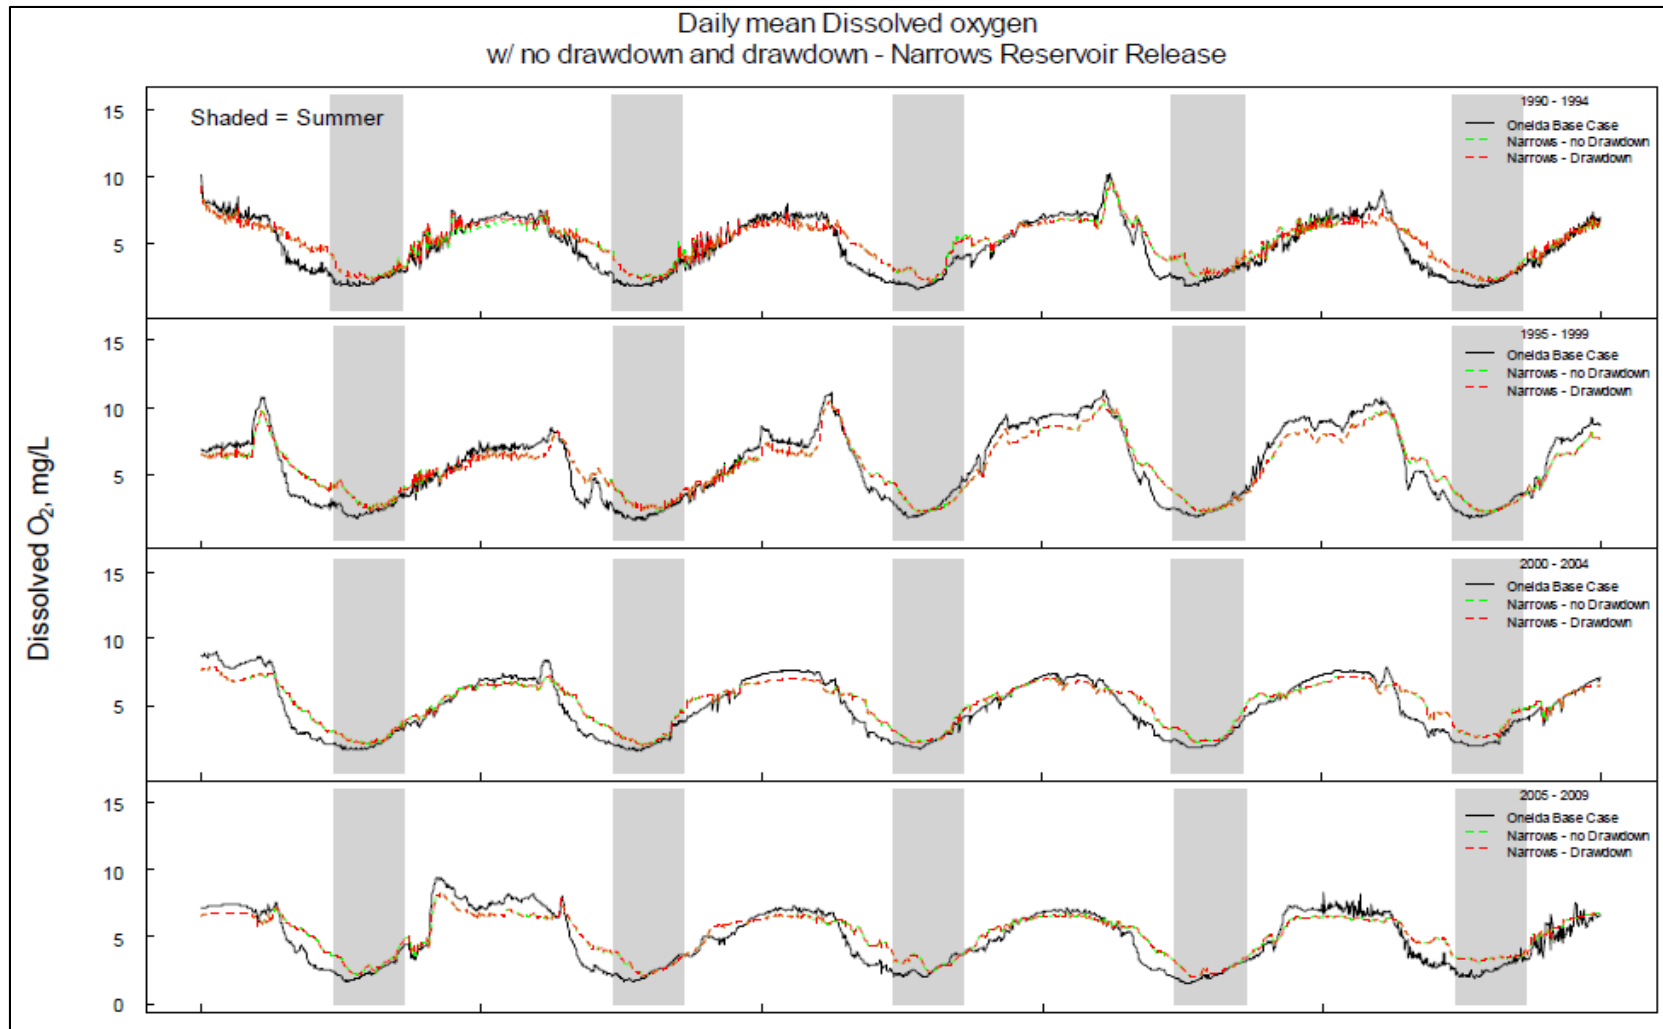 Daily mean Dissolved oxygen
w/ no drawdown and drawdown - Narrows Reservoir Release
Dissolved O2, mg/L
15
10
5
Shaded = Summer
1990 - 1994
Oneida Base Case
Narrows - no Drawdown
Narrows - Drawdown
15
10
5
1995 - 1999
Oneida Base Case
Narrows - no Drawdown
Narrows - Drawdown
15
10
5
2000 - 2004
Oneida Base Case
Narrows - no Drawdown
Narrows - Drawdown
15
10
5
0
2005 - 2009
Oneida Base Case
Narrows - no Drawdown
Narrows - Drawdown